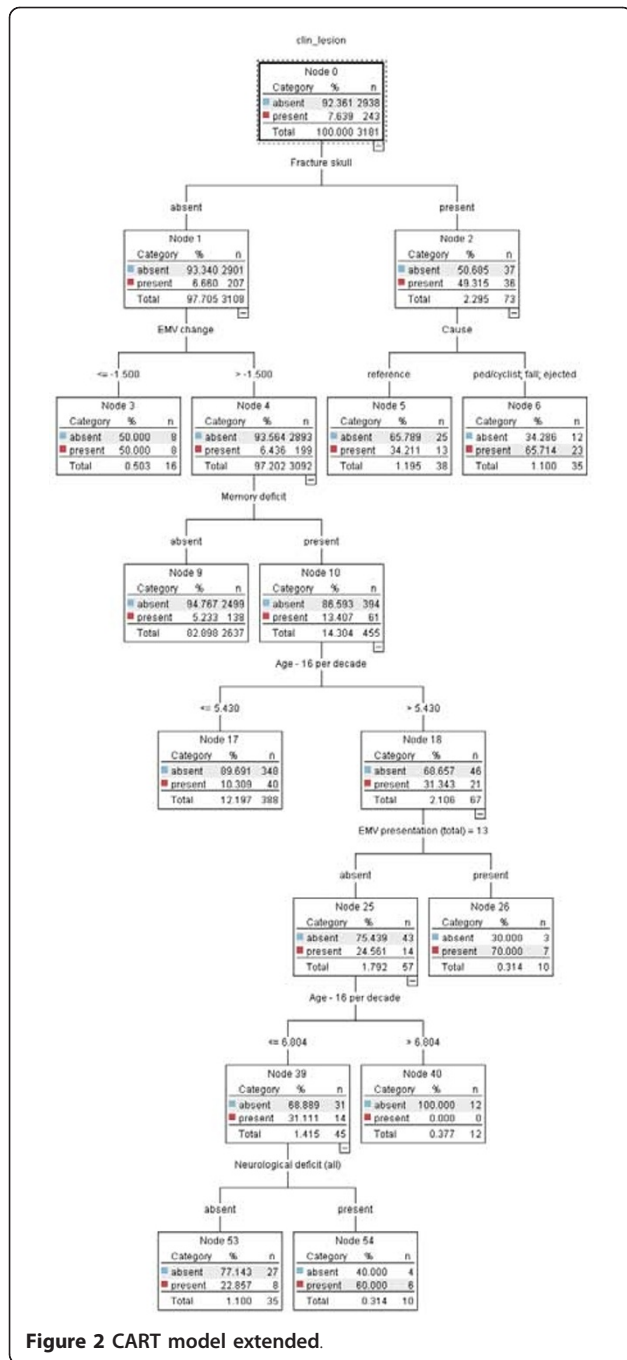 clin_lesion
Node 0
Category % n
absent 92.361 2938
present 7.639 243
Total 100.000 3181
Fracture skull
absent present
Node 1
Category % n
absent 93.340 2901
present 6.660 207
Total 97.705 3108
Node 2
Category % n
absent 50.685 37
present 49.315 36
Total 2.295 73
EMV change
Cause
<= -1.500 > -1.500
reference ped/cyclist; fall; ejected
Node 3
Category % n
absent 50.000 8
present 50.000 8
Total 0.503 16
Node 4
Category % n
absent 93.564 2893
present 6.436 199
Total 97.202 3092
Node 5
Category % n
absent 65.789 25
present 34.211 13
Total 1.195 38
Node 6
Category % n
absent 34.286 12
present 65.714 23
Total 1.100 35
Memory deficit
absent present
Node 9
Category % n
absent 94.767 2499
present 5.233 138
Total 82.898 2637
Node 10
Category % n
absent 86.593 394
present 13.407 61
Total 14.304 455
Age - 16 per decade
<= 5.430 > 5.430
Node 17
Category % n
absent 89.691 348
present 10.309 40
Total 12.197 388
Node 18
Category % n
absent 68.657 46
present 31.343 21
Total 2.106 67
EMV presentation (total) = 13
absent present
Node 25
Category % n
absent 75.439 43
present 24.561 14
Total 1.792 57
Node 26
Category % n
absent 30.000 3
present 70.000 7
Total 0.314 10
Age - 16 per decade
<= 6.804 > 6.804
Node 39
Category % n
absent 68.889 31
present 31.111 14
Total 1.415 45
Node 40
Category % n
absent 100.000 12
present 0.000 0
Total 0.377 12
Neurological deficit (all)
absent present
Node 53
Category % n
absent 77.143 27
present 22.857 8
Total 1.100 35
Node 54
Category % n
absent 40.000 4
present 60.000 6
Total 0.314 10
Figure 2 CART model extended.